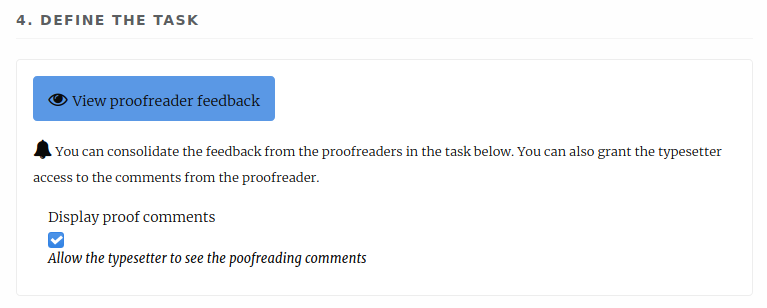 4. DEFINE THE TASK
View proofreader feedback
You can consolidate the feedback from the proofreaders in the task below. You can also grant the typesetter
access to the comments from the proofreader.
Display proof comments
Allow the typesetter to see the poofreading comments